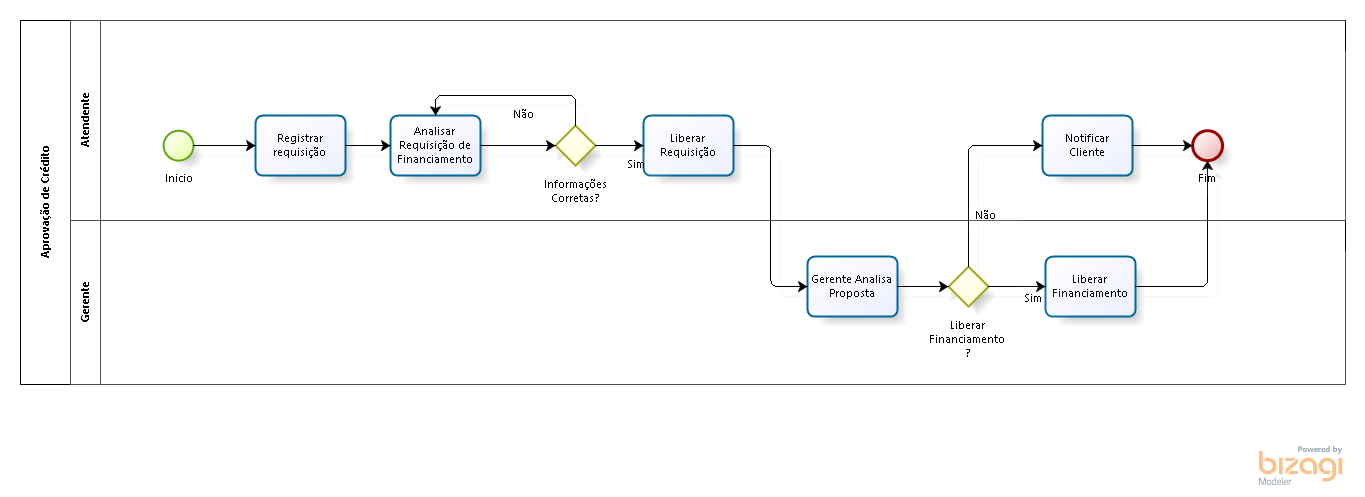 Aprovação de Crédito
Atendente
Inicio
Registrar
requisição
Analisar
Requisição de
Financiamento
Não
Informações
Corretas?
Sim
Liberar
Requisição
Notificar
Cliente
Fim
Não
Gerente
Gerente Analisa
Proposta
Liberar
Financiamento
?
Sim
Liberar
Financiamento
Powered by
bizagi
Modeler